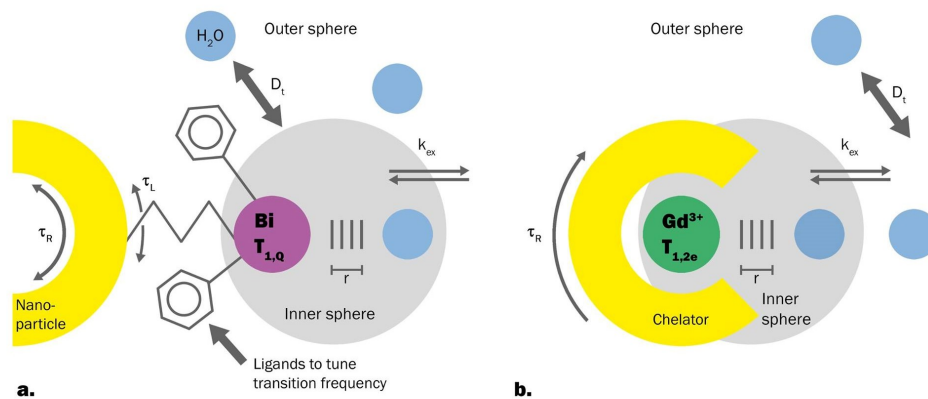 H₂O
Outer sphere
Dₜ
kₑₓ
τL
τR
Bi
T1,Q
r
Nano-
particle
Inner sphere
Ligands to tune
transition frequency
a.
Outer sphere
Dₜ
kₑₓ
τR
Gd³⁺
T1,2e
r
Inner
sphere
Chelator
b.